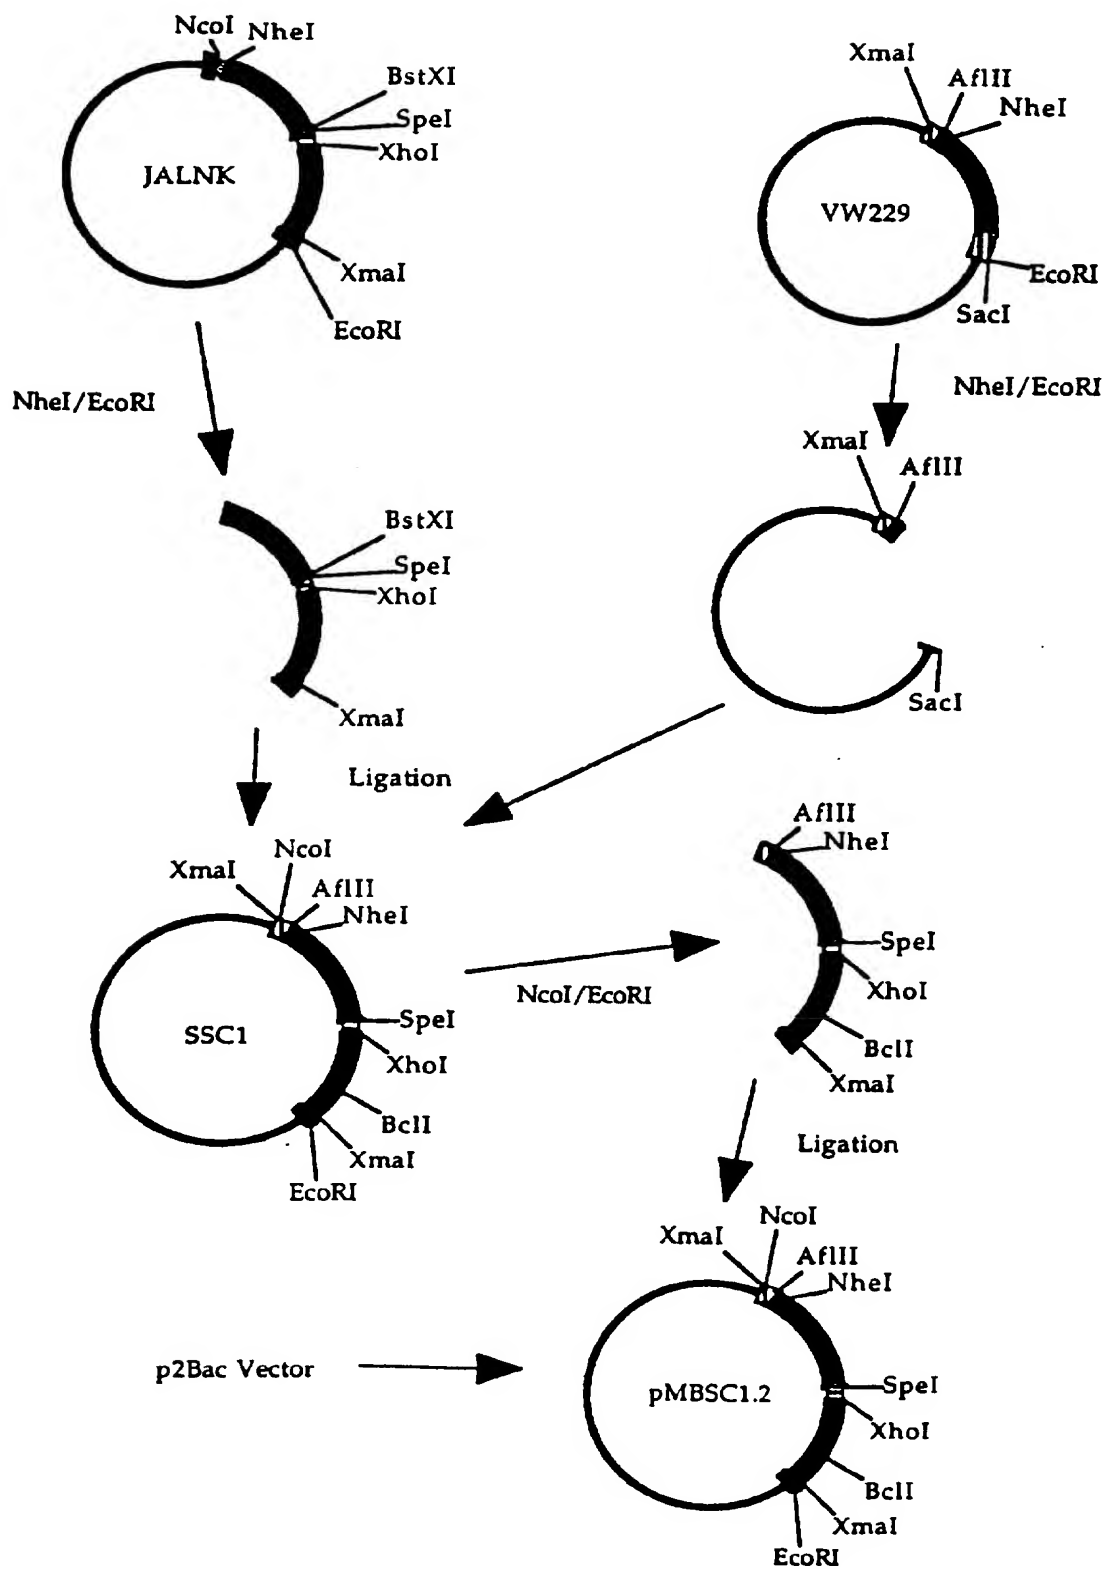 NcoI
NheI
BstXI
SpeI
XhoI
JALNK
XmaI
EcoRI
XmaI
AflII
NheI
VW229
EcoRI
SacI
NheI/EcoRI
NheI/EcoRI
XmaI
AflII
BstXI
SpeI
XhoI
XmaI
SacI
Ligation
NcoI
XmaI
AflII
NheI
SSC1
SpeI
XhoI
BclI
XmaI
EcoRI
NcoI/EcoRI
AflII
NheI
SpeI
XhoI
BclI
XmaI
Ligation
NcoI
XmaI
AflII
NheI
p2Bac Vector
pMBSC1.2
SpeI
XhoI
BclI
XmaI
EcoRI